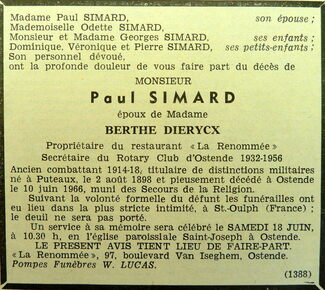 Madame Paul SIMARD, son épouse ;
Mademoiselle Odette SIMARD,
Monsieur et Madame Georges SIMARD, ses enfants ;
Dominique, Véronique et Pierre SIMARD, ses petits-enfants ;
Son personnel dévoué,
ont la profonde douleur de vous faire part du décès de
MONSIEUR
Paul SIMARD
époux de Madame
BERTHE DIERYCX
Propriétaire du restaurant «La Renommée»
Secrétaire du Rotary Club d'Ostende 1932-1956
Ancien combattant 1914-18, titulaire de distinctions militaires
né à Puteaux, le 2 août 1898 et pieusement décédé à Ostende
le 10 juin 1966, muni des Secours de la Religion.
Suivant la volonté formelle du défunt les funérailles ont
eu lieu dans la plus stricte intimité, à St.-Ulph (France) ;
le deuil ne sera pas porté.
Un service à sa mémoire sera célébré le SAMEDI 18 JUIN,
à 10.30 h, en l'église paroissiale Saint-Joseph à Ostende.
LE PRESENT AVIS TIENT LIEU DE FAIRE-PART.
«La Renommée», 97, boulevard Van Iseghem, Ostende.
Pompes Funèbres W. LUCAS.
(1388)